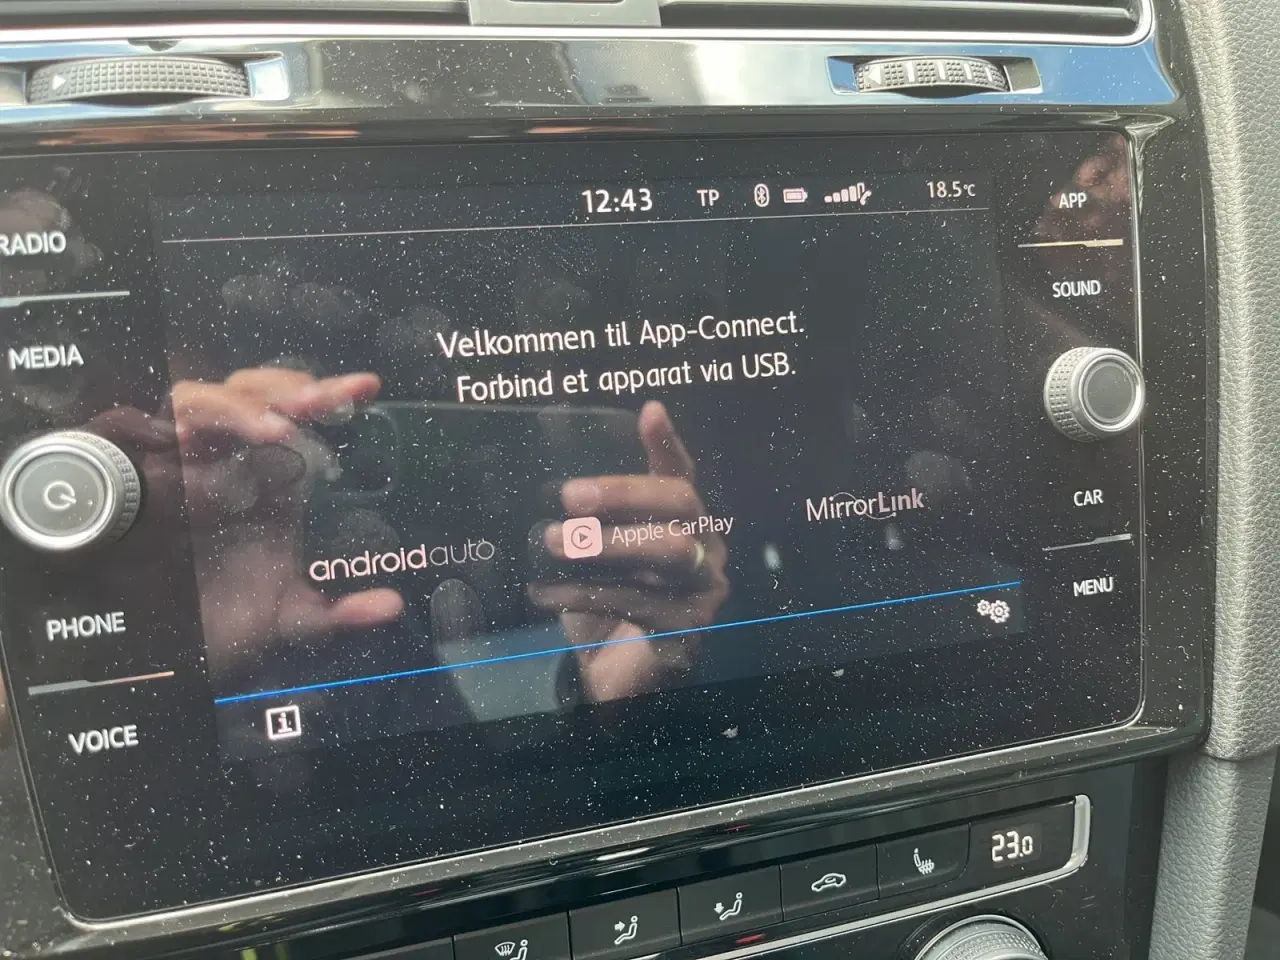 12:43 TP 18.5°C
RADIO
MEDIA
PHONE
VOICE
Velkommen til App-Connect.
Forbind et apparat via USB.
androidauto
Apple CarPlay
MirrorLink
i
APP
SOUND
CAR
MENU
23.0